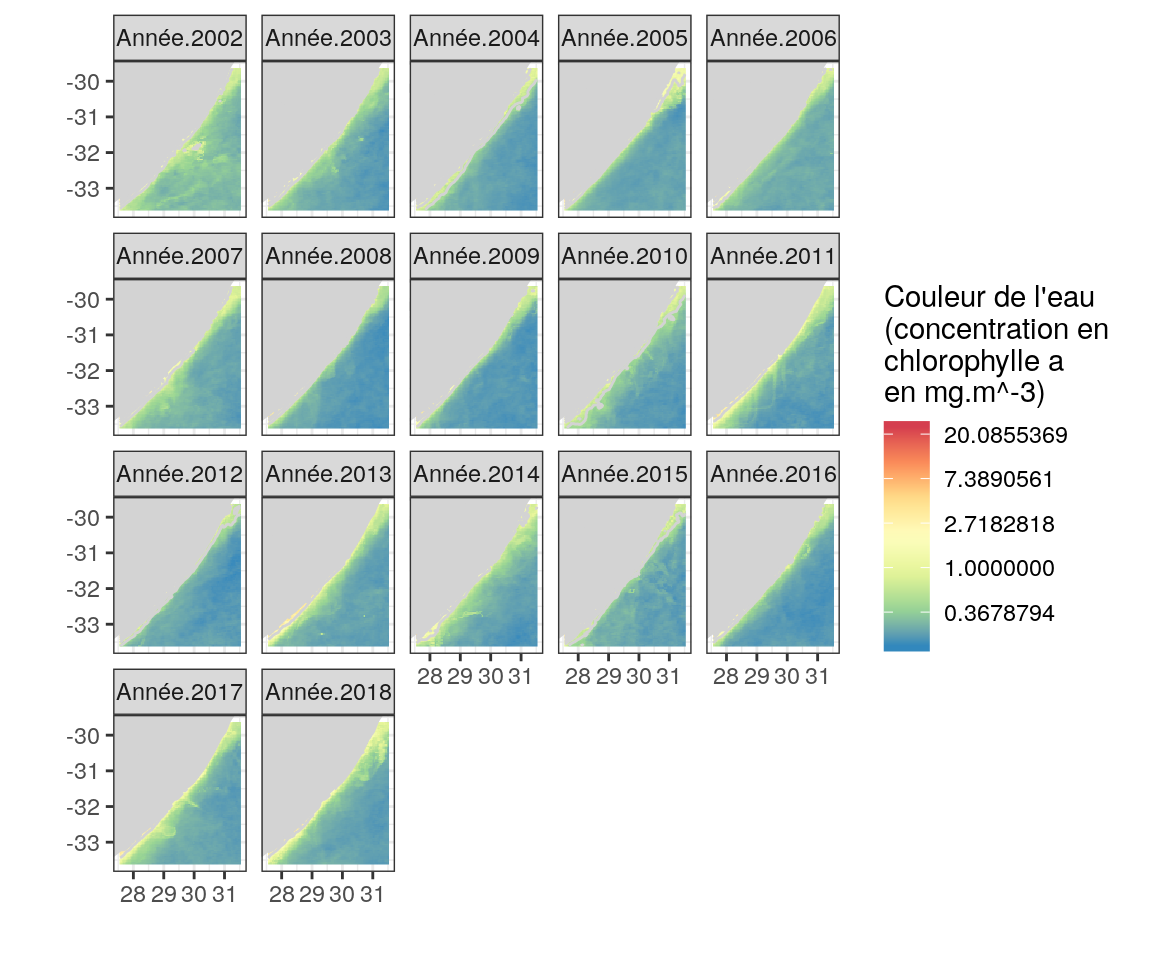 Année.2002 Année.2003 Année.2004 Année.2005 Année.2006
-30
-31
-32
-33
Année.2007 Année.2008 Année.2009 Année.2010 Année.2011
-30
-31
-32
-33
Année.2012 Année.2013 Année.2014 Année.2015 Année.2016
-30
-31
-32
-33
28 29 30 31 28 29 30 31 28 29 30 31
Année.2017 Année.2018
-30
-31
-32
-33
28 29 30 31 28 29 30 31
Couleur de l'eau
(concentration en
chlorophylle a
en mg.m^-3)
20.0855369
7.3890561
2.7182818
1.0000000
0.3678794